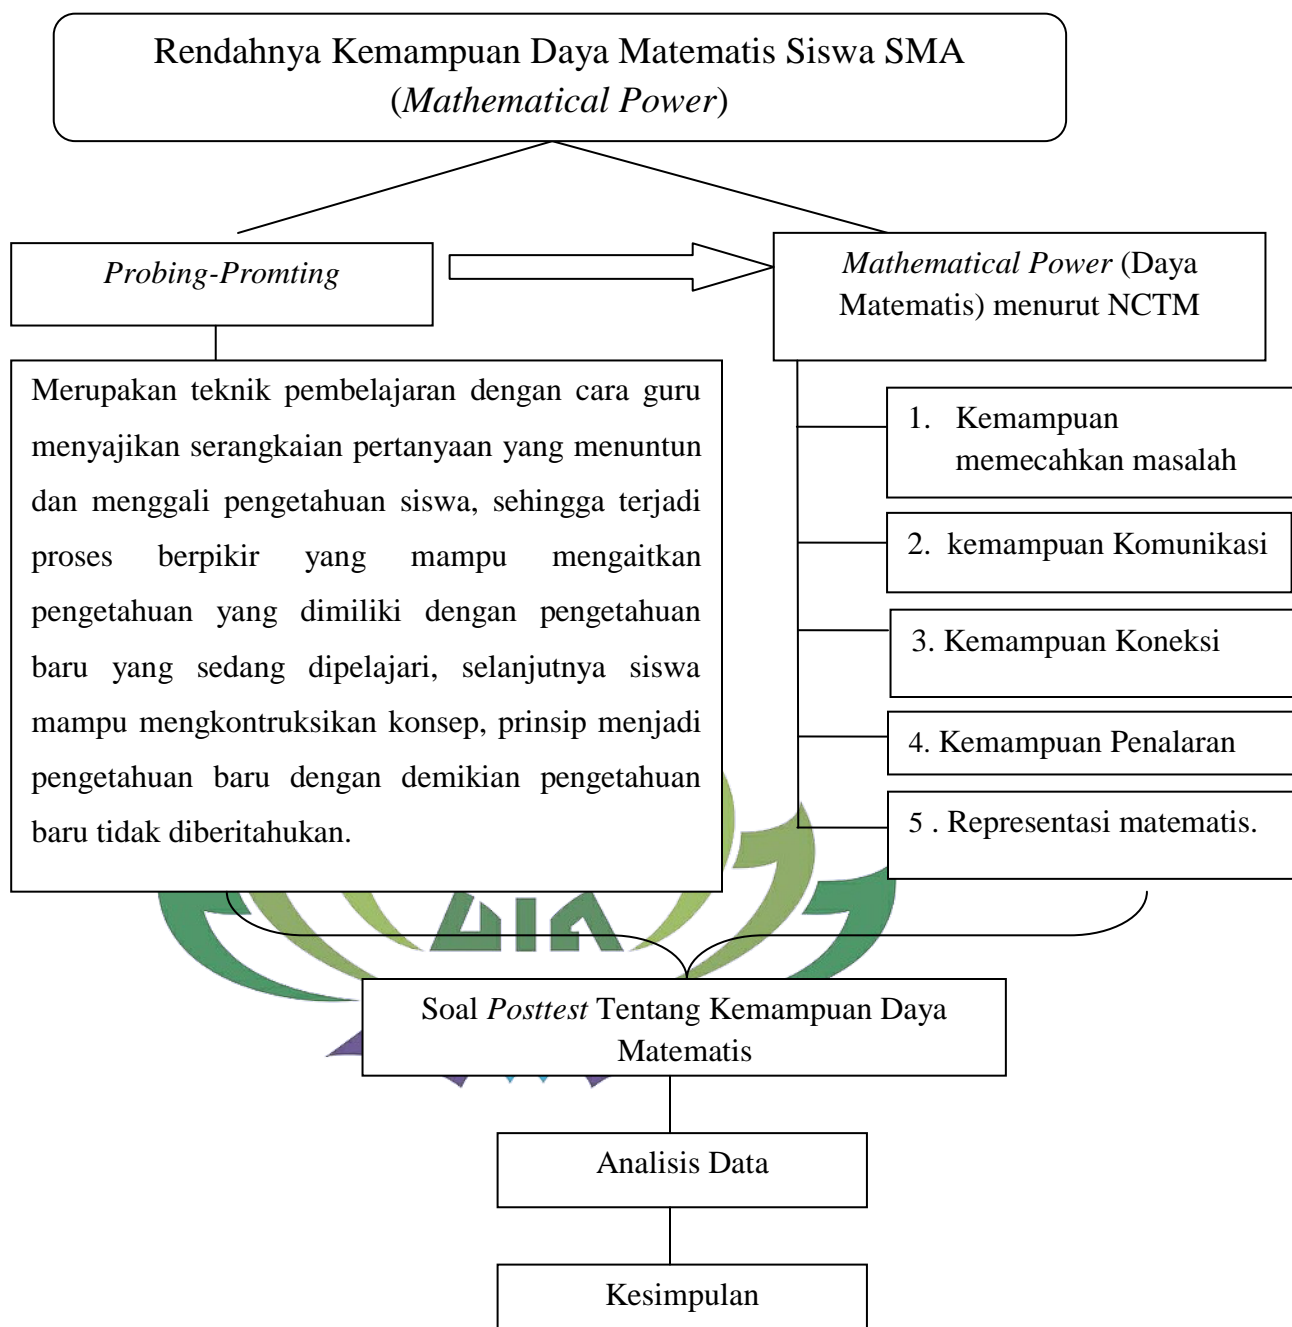 Rendahnya Kemampuan Daya Matematis Siswa SMA
(Mathematical Power)
Probing-Promting
Mathematical Power (Daya
Matematis) menurut NCTM
Merupakan teknik pembelajaran dengan cara guru
menyajikan serangkaian pertanyaan yang menuntun
dan menggali pengetahuan siswa, sehingga terjadi
proses berpikir yang mampu mengaitkan
pengetahuan yang dimiliki dengan pengetahuan
baru yang sedang dipelajari, selanjutnya siswa
mampu mengkontruksikan konsep, prinsip menjadi
pengetahuan baru dengan demikian pengetahuan
baru tidak diberitahukan.
1. Kemampuan
memecahkan masalah
2. kemampuan Komunikasi
3. Kemampuan Koneksi
4. Kemampuan Penalaran
5 . Representasi matematis.
Soal Posttest Tentang Kemampuan Daya
Matematis
Analisis Data
Kesimpulan